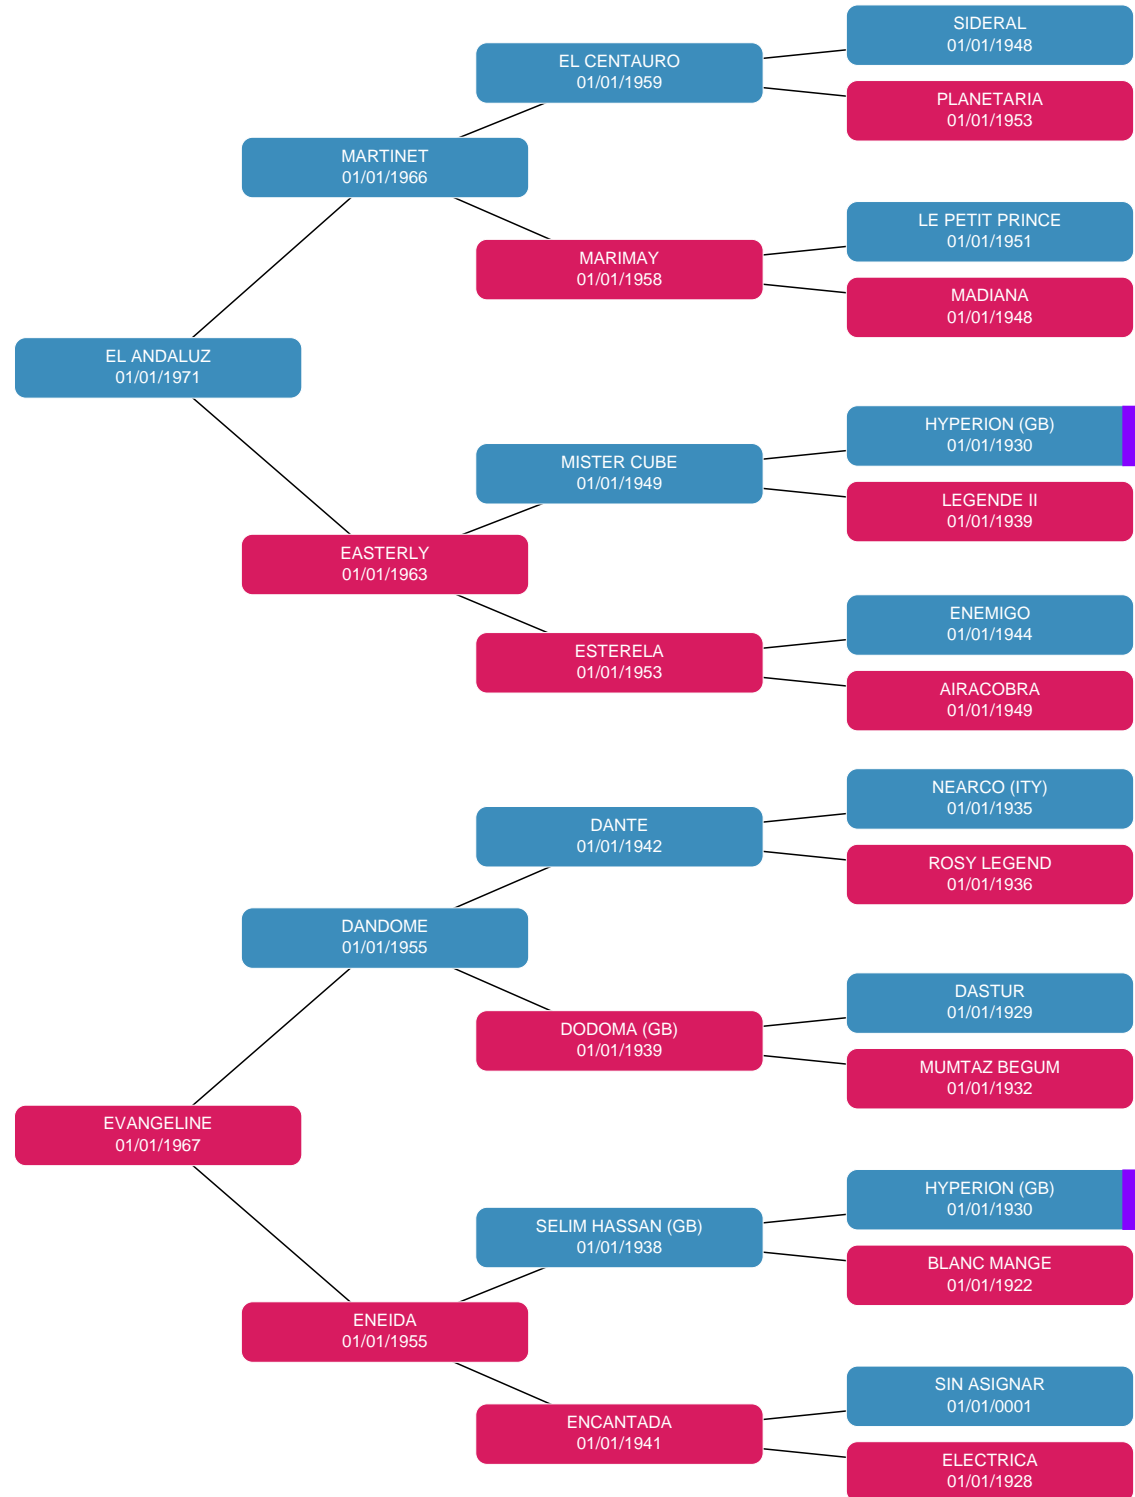 SIDERAL
01/01/1948
EL CENTAURO
01/01/1959
PLANETARIA
01/01/1953
MARTINET
01/01/1966
LE PETIT PRINCE
01/01/1951
MARIMAY
01/01/1958
MADIANA
01/01/1948
EL ANDALUZ
01/01/1971
HYPERION (GB)
01/01/1930
MISTER CUBE
01/01/1949
LEGENDE II
01/01/1939
EASTERLY
01/01/1963
ENEMIGO
01/01/1944
ESTERELA
01/01/1953
AIRACOBRA
01/01/1949
NEARCO (ITY)
01/01/1935
DANTE
01/01/1942
ROSY LEGEND
01/01/1936
DANDOME
01/01/1955
DASTUR
01/01/1929
DODOMA (GB)
01/01/1939
MUMTAZ BEGUM
01/01/1932
EVANGELINE
01/01/1967
HYPERION (GB)
01/01/1930
SELIM HASSAN (GB)
01/01/1938
BLANC MANGE
01/01/1922
ENEIDA
01/01/1955
SIN ASIGNAR
01/01/0001
ENCANTADA
01/01/1941
ELECTRICA
01/01/1928